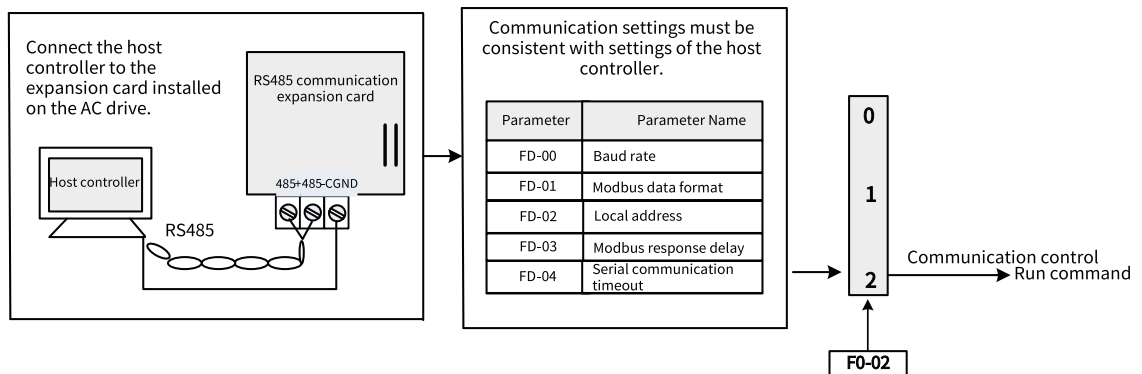 Connect the host
controller to the
expansion card installed
on the AC drive.
RS485 communication
expansion card
485+485-CGND
Host controller
RS485
Communication settings must be
consistent with settings of the host
controller.
Parameter Parameter Name
FD-00 Baud rate
FD-01 Modbus data format
FD-02 Local address
FD-03 Modbus response delay
FD-04 Serial communication
timeout
0
1
2
Communication control
Run command
F0-02